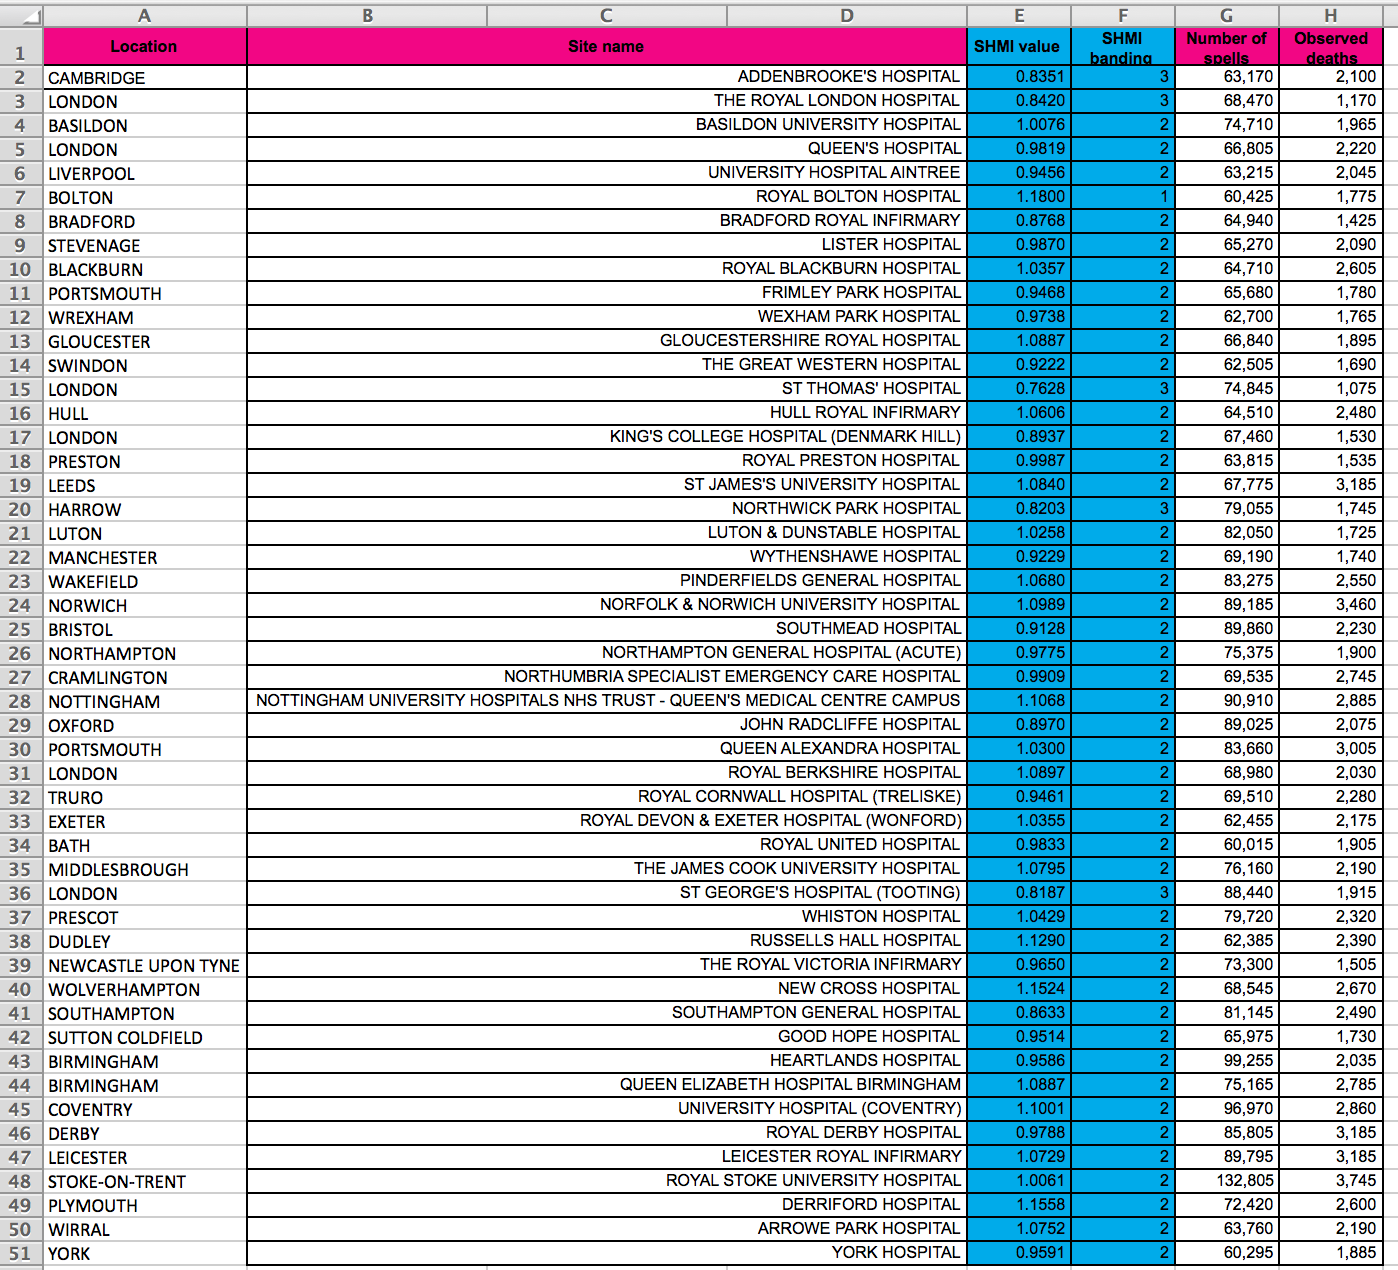 A B C D E F G H
1 Location Site name SHMI value SHMI banding Number of spells Observed deaths
2 CAMBRIDGE ADDENBROOKE'S HOSPITAL 0.8351 3 63,170 2,100
3 LONDON THE ROYAL LONDON HOSPITAL 0.8420 3 68,470 1,170
4 BASILDON BASILDON UNIVERSITY HOSPITAL 1.0076 2 74,710 1,965
5 LONDON QUEEN'S HOSPITAL 0.9819 2 66,805 2,220
6 LIVERPOOL UNIVERSITY HOSPITAL AINTREE 0.9456 2 63,215 2,045
7 BOLTON ROYAL BOLTON HOSPITAL 1.1800 1 60,425 1,775
8 BRADFORD BRADFORD ROYAL INFIRMARY 0.8768 2 64,940 1,425
9 STEVENAGE LISTER HOSPITAL 0.9870 2 65,270 2,090
10 BLACKBURN ROYAL BLACKBURN HOSPITAL 1.0357 2 64,710 2,605
11 PORTSMOUTH FRIMLEY PARK HOSPITAL 0.9468 2 65,680 1,780
12 WREXHAM WEXHAM PARK HOSPITAL 0.9738 2 62,700 1,765
13 GLOUCESTER GLOUCESTERSHIRE ROYAL HOSPITAL 1.0887 2 66,840 1,895
14 SWINDON THE GREAT WESTERN HOSPITAL 0.9222 2 62,505 1,690
15 LONDON ST THOMAS' HOSPITAL 0.7628 3 74,845 1,075
16 HULL HULL ROYAL INFIRMARY 1.0606 2 64,510 2,480
17 LONDON KING'S COLLEGE HOSPITAL (DENMARK HILL) 0.8937 2 67,460 1,530
18 PRESTON ROYAL PRESTON HOSPITAL 0.9987 2 63,815 1,535
19 LEEDS ST JAMES'S UNIVERSITY HOSPITAL 1.0840 2 67,775 3,185
20 HARROW NORTHWICK PARK HOSPITAL 0.8203 3 79,055 1,745
21 LUTON LUTON & DUNSTABLE HOSPITAL 1.0258 2 82,050 1,725
22 MANCHESTER WYTHENSHAWE HOSPITAL 0.9229 2 69,190 1,740
23 WAKEFIELD PINDERFIELDS GENERAL HOSPITAL 1.0680 2 83,275 2,550
24 NORWICH NORFOLK & NORWICH UNIVERSITY HOSPITAL 1.0989 2 89,185 3,460
25 BRISTOL SOUTHMEAD HOSPITAL 0.9128 2 89,860 2,230
26 NORTHAMPTON NORTHAMPTON GENERAL HOSPITAL (ACUTE) 0.9775 2 75,375 1,900
27 CRAMLINGTON NORTHUMBRIA SPECIALIST EMERGENCY CARE HOSPITAL 0.9909 2 69,535 2,745
28 NOTTINGHAM NOTTINGHAM UNIVERSITY HOSPITALS NHS TRUST - QUEEN'S MEDICAL CENTRE CAMPUS 1.1068 2 90,910 2,885
29 OXFORD JOHN RADCLIFFE HOSPITAL 0.8970 2 89,025 2,075
30 PORTSMOUTH QUEEN ALEXANDRA HOSPITAL 1.0300 2 83,660 3,005
31 LONDON ROYAL BERKSHIRE HOSPITAL 1.0897 2 68,980 2,030
32 TRURO ROYAL CORNWALL HOSPITAL (TRELISKE) 0.9461 2 69,510 2,280
33 EXETER ROYAL DEVON & EXETER HOSPITAL (WONFORD) 1.0355 2 62,455 2,175
34 BATH ROYAL UNITED HOSPITAL 0.9833 2 60,015 1,905
35 MIDDLESBROUGH THE JAMES COOK UNIVERSITY HOSPITAL 1.0795 2 76,160 2,190
36 LONDON ST GEORGE'S HOSPITAL (TOOTING) 0.8187 3 88,440 1,915
37 PRESCOT WHISTON HOSPITAL 1.0429 2 79,720 2,320
38 DUDLEY RUSSELLS HALL HOSPITAL 1.1290 2 62,385 2,390
39 NEWCASTLE UPON TYNE THE ROYAL VICTORIA INFIRMARY 0.9650 2 73,300 1,505
40 WOLVERHAMPTON NEW CROSS HOSPITAL 1.1524 2 68,545 2,670
41 SOUTHAMPTON SOUTHAMPTON GENERAL HOSPITAL 0.8633 2 81,145 2,490
42 SUTTON COLDFIELD GOOD HOPE HOSPITAL 0.9514 2 65,975 1,730
43 BIRMINGHAM HEARTLANDS HOSPITAL 0.9586 2 99,255 2,035
44 BIRMINGHAM QUEEN ELIZABETH HOSPITAL BIRMINGHAM 1.0887 2 75,165 2,785
45 COVENTRY UNIVERSITY HOSPITAL (COVENTRY) 1.1001 2 96,970 2,860
46 DERBY ROYAL DERBY HOSPITAL 0.9788 2 85,805 3,185
47 LEICESTER LEICESTER ROYAL INFIRMARY 1.0729 2 89,795 3,185
48 STOKE-ON-TRENT ROYAL STOKE UNIVERSITY HOSPITAL 1.0061 2 132,805 3,745
49 PLYMOUTH DERRIFORD HOSPITAL 1.1558 2 72,420 2,600
50 WIRRAL ARROWE PARK HOSPITAL 1.0752 2 63,760 2,190
51 YORK YORK HOSPITAL 0.9591 2 60,295 1,885